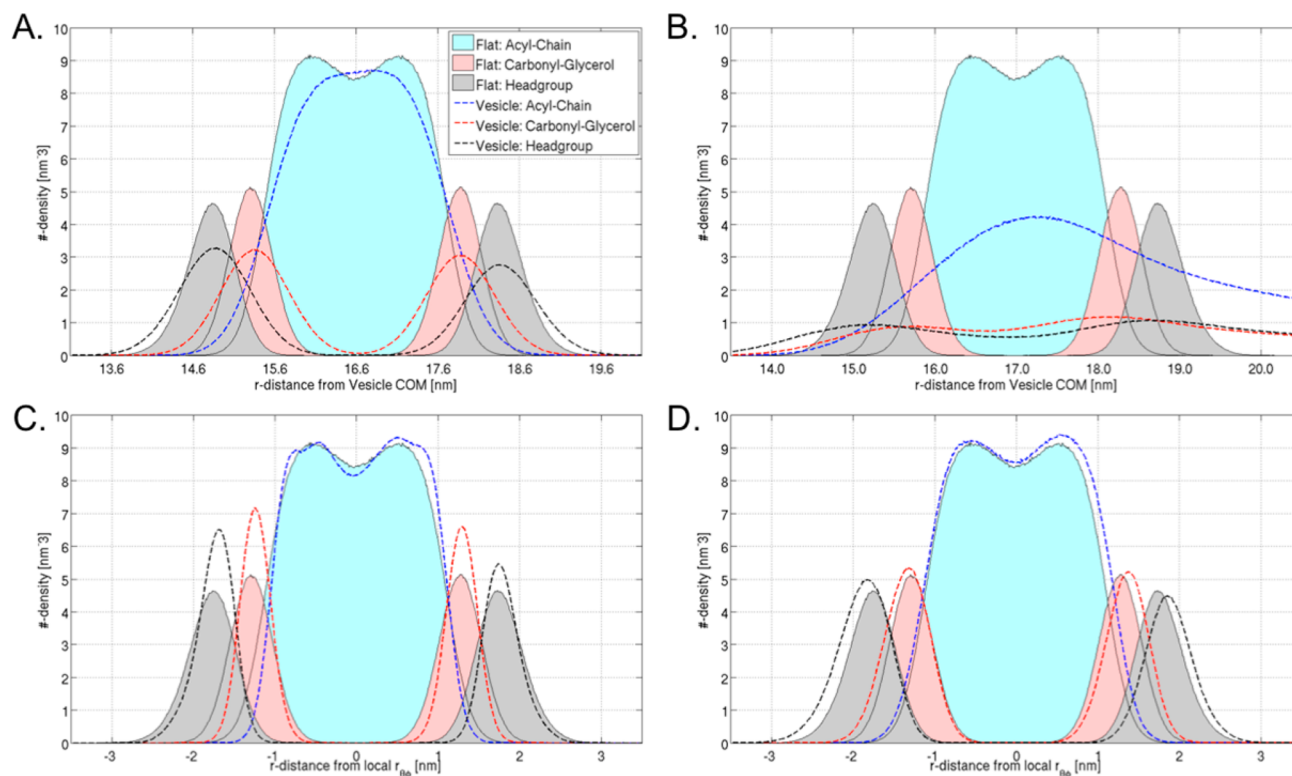 A.
10
9
8
7
6
5
4
3
2
1
0
#-density [nm^-3]
Flat: Acyl-Chain
Flat: Carbonyl-Glycerol
Flat: Headgroup
Vesicle: Acyl-Chain
Vesicle: Carbonyl-Glycerol
Vesicle: Headgroup
13.6 14.6 15.6 16.6 17.6 18.6 19.6
r-distance from Vesicle COM [nm]
B.
10
9
8
7
6
5
4
3
2
1
0
#-density [nm^-3]
14.0 15.0 16.0 17.0 18.0 19.0 20.0
r-distance from Vesicle COM [nm]
C.
10
9
8
7
6
5
4
3
2
1
0
#-density [nm^-3]
-3 -2 -1 0 1 2 3
r-distance from local rθφ [nm]
D.
10
9
8
7
6
5
4
3
2
1
0
#-density [nm^-3]
-3 -2 -1 0 1 2 3
r-distance from local rθφ [nm]